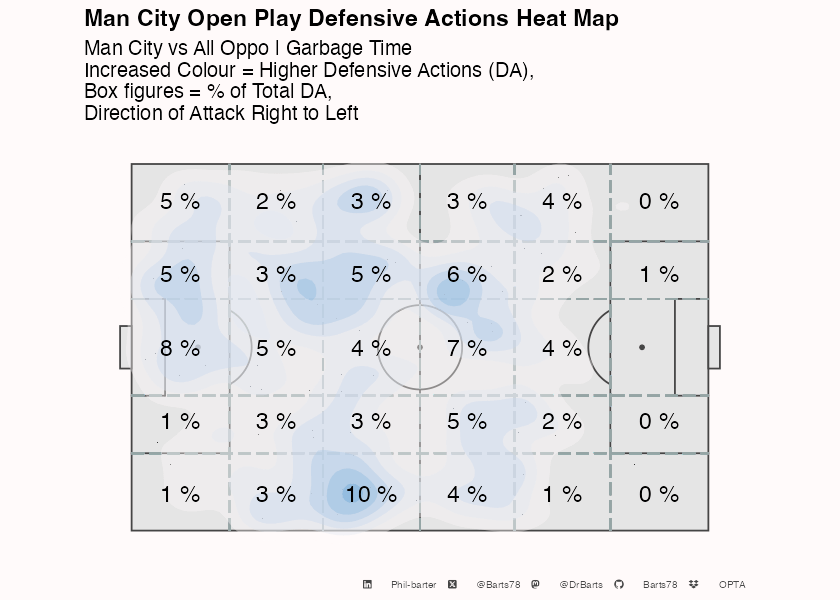 Man City Open Play Defensive Actions Heat Map
Man City vs All Oppo | Garbage Time
Increased Colour = Higher Defensive Actions (DA),
Box figures = % of Total DA,
Direction of Attack Right to Left
5 % 2 % 3 % 3 % 4 % 0 %
5 % 3 % 5 % 6 % 2 % 1 %
8 % 5 % 4 % 7 % 4 %
1 % 3 % 3 % 5 % 2 % 0 %
1 % 3 % 10 % 4 % 1 % 0 %
Phil-barter @Barts78 @DrBarts Barts78 OPTA